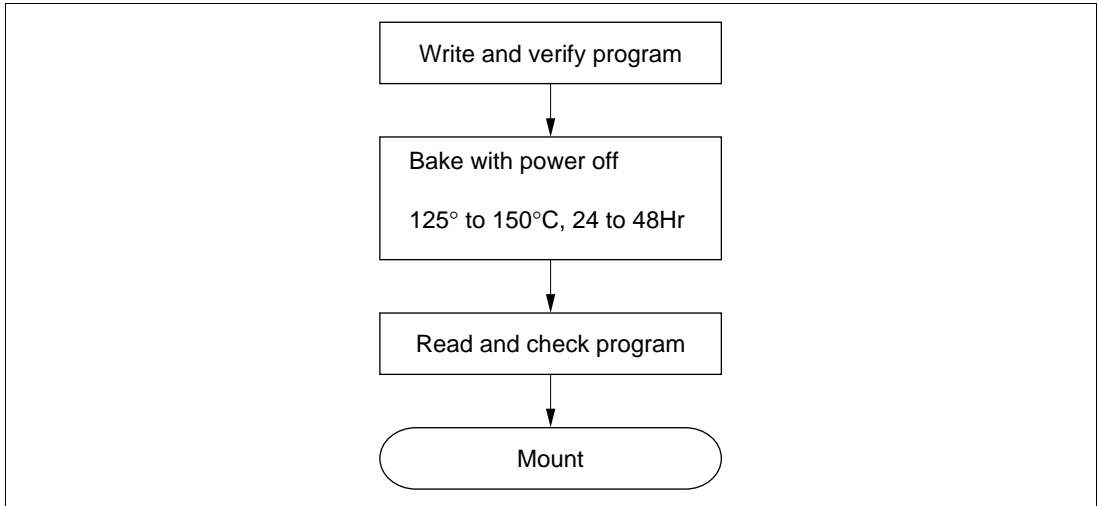 Write and verify program
Bake with power off
125° to 150°C, 24 to 48Hr
Read and check program
Mount